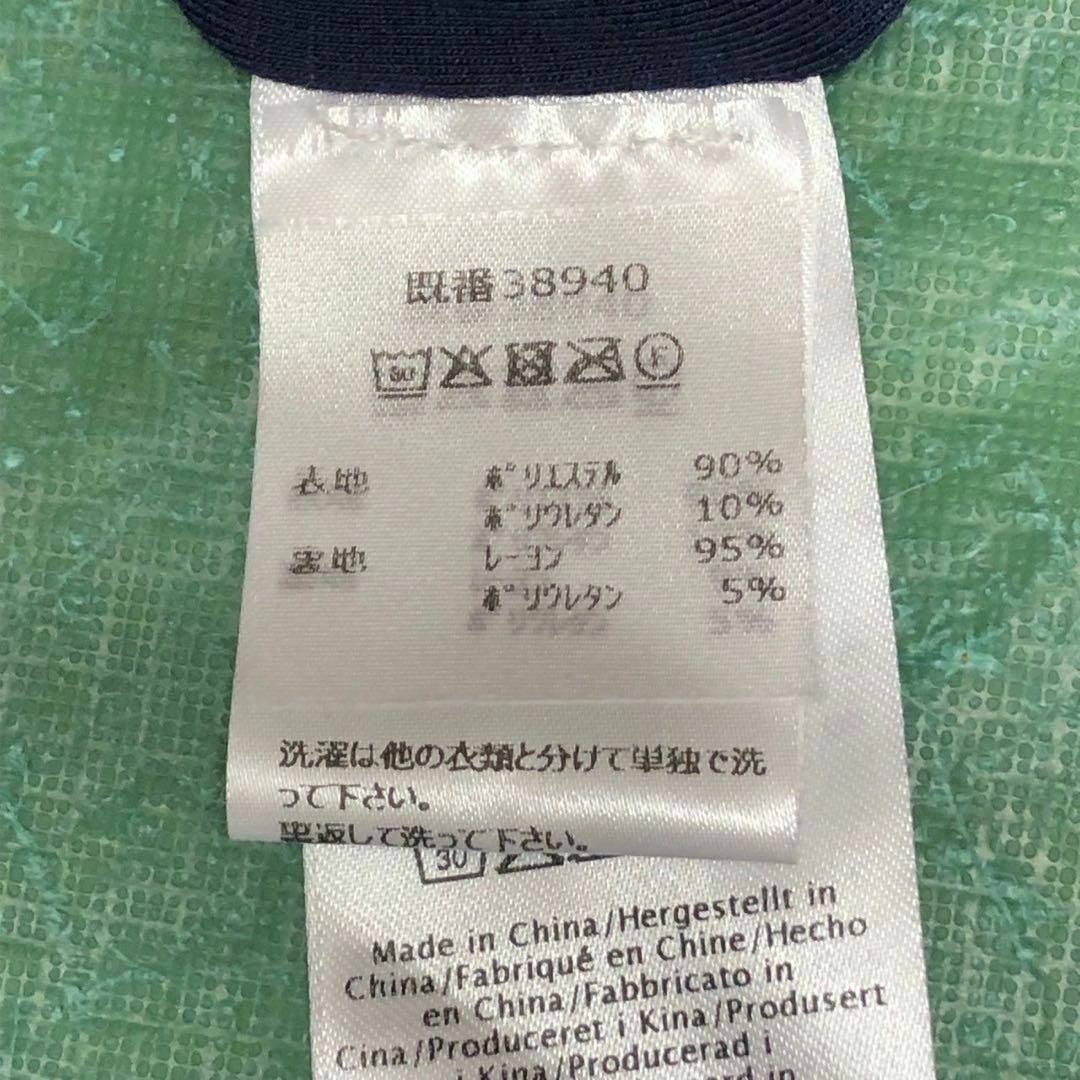 既番38940
30 F
表地 ポリエステル 90%
ポリウレタン 10%
裏地 レーヨン 95%
ポリウレタン 5%
洗濯は他の衣類と分けて単独で洗
って下さい。
裏返して洗って下さい。
30
Made in China/Hergestellt in
China/Fabriqué en Chine/Hecho
en China/Fabbricato in
Cina/Produceret i Kina/Produsert
i Kina/Producerad i